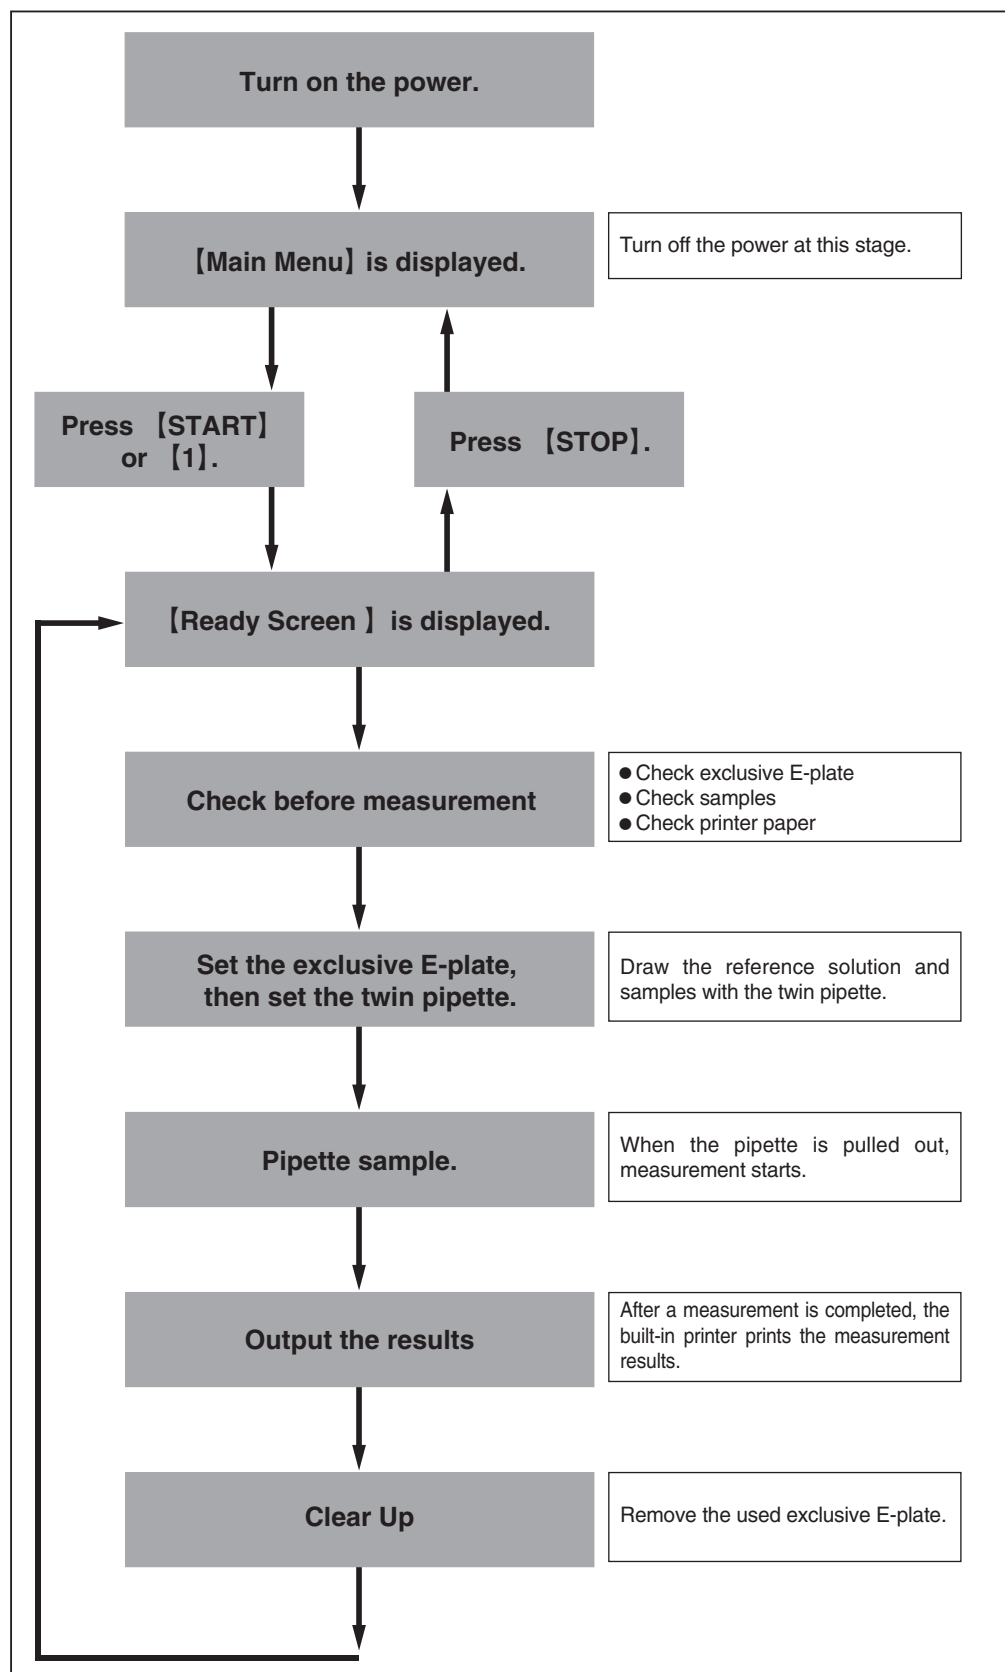 Turn on the power.
【Main Menu】 is displayed.
Turn off the power at this stage.
Press 【START】
or 【1】.
Press 【STOP】.
【Ready Screen 】 is displayed.
Check before measurement
● Check exclusive E-plate
● Check samples
● Check printer paper
Set the exclusive E-plate,
then set the twin pipette.
Draw the reference solution and
samples with the twin pipette.
Pipette sample.
When the pipette is pulled out,
measurement starts.
Output the results
After a measurement is completed, the
built-in printer prints the measurement
results.
Clear Up
Remove the used exclusive E-plate.